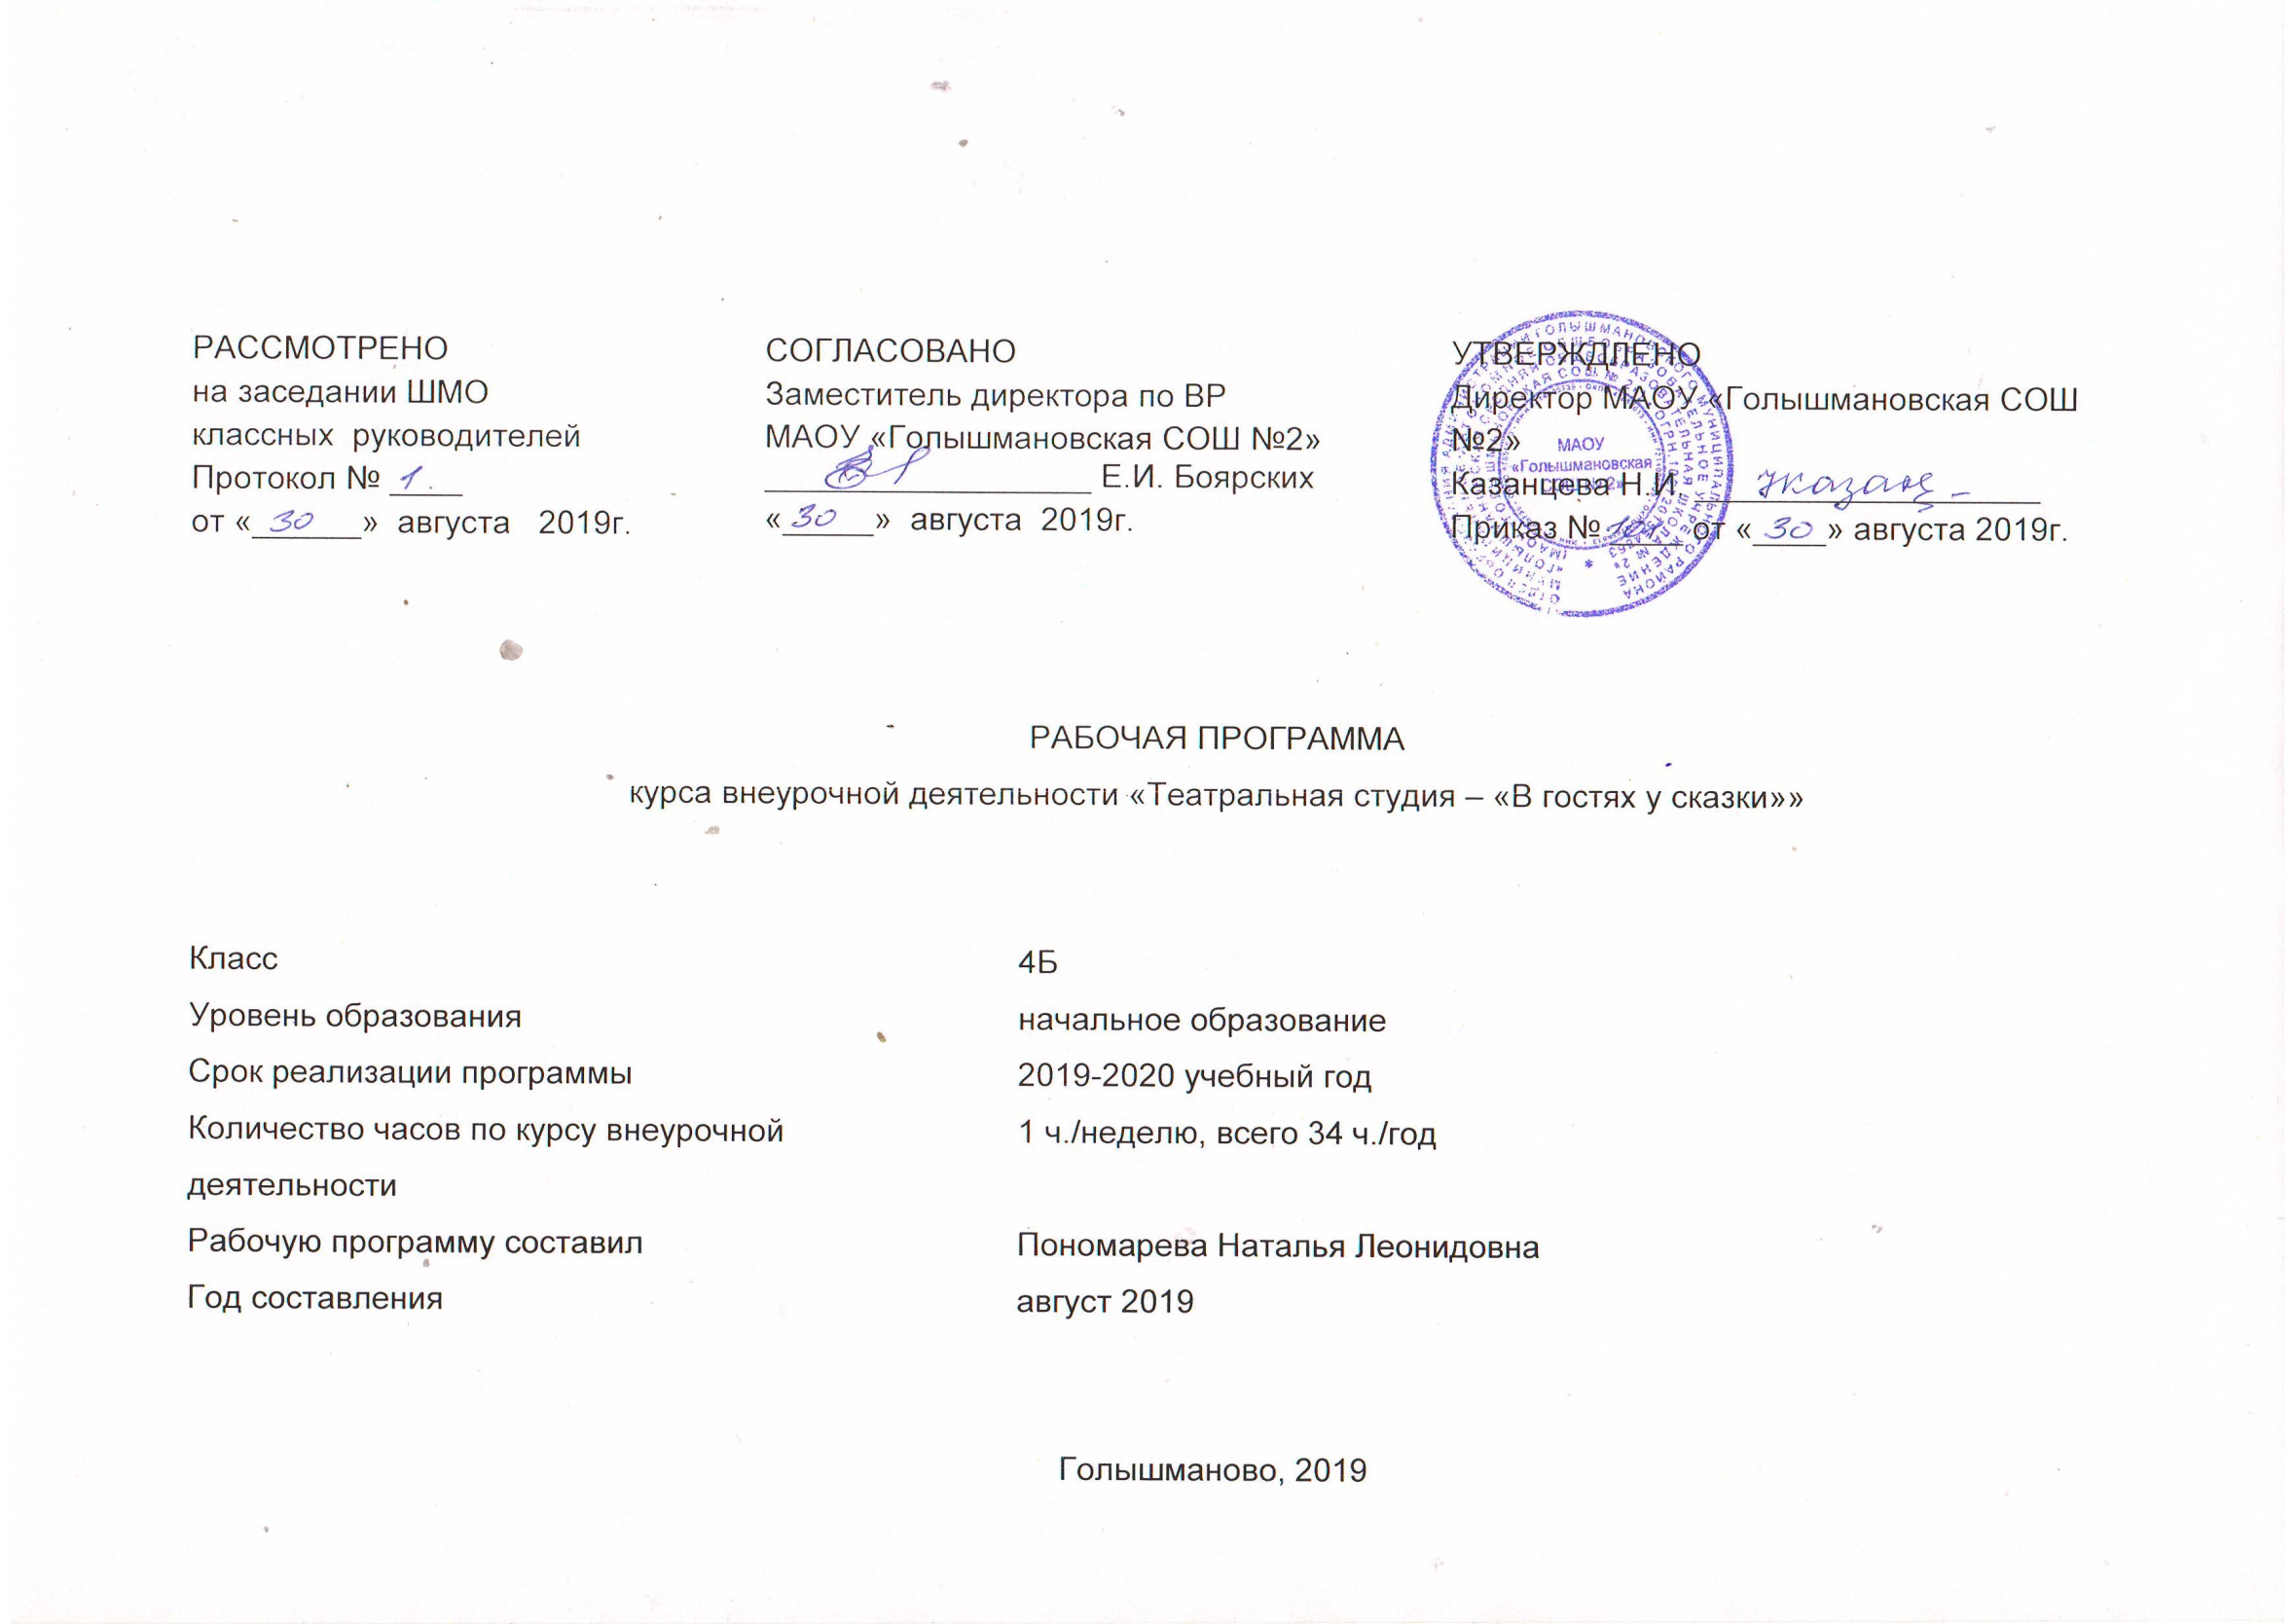 РАССМОТРЕНО
на заседании ШМО
классных руководителей
Протокол № 1.
от «30» августа 2019г.
СОГЛАСОВАНО
Заместитель директора по ВР
МАОУ «Голышмановская СОШ №2»
Е.И. Боярских
«30» августа 2019г.
УТВЕРЖДЛЕНО
Директор МАОУ «Голышмановская СОШ
№2»
Казанцева Н.И.
Приказ № от «30» августа 2019г.
МАОУ
«Голышмановская
РАБОЧАЯ ПРОГРАММА
курса внеурочной деятельности «Театральная студия – «В гостях у сказки»»
Класс 4Б
Уровень образования начальное образование
Срок реализации программы 2019-2020 учебный год
Количество часов по курсу внеурочной 1 ч./неделю, всего 34 ч./год
деятельности
Рабочую программу составил Пономарева Наталья Леонидовна
Год составления август 2019
Голышманово, 2019